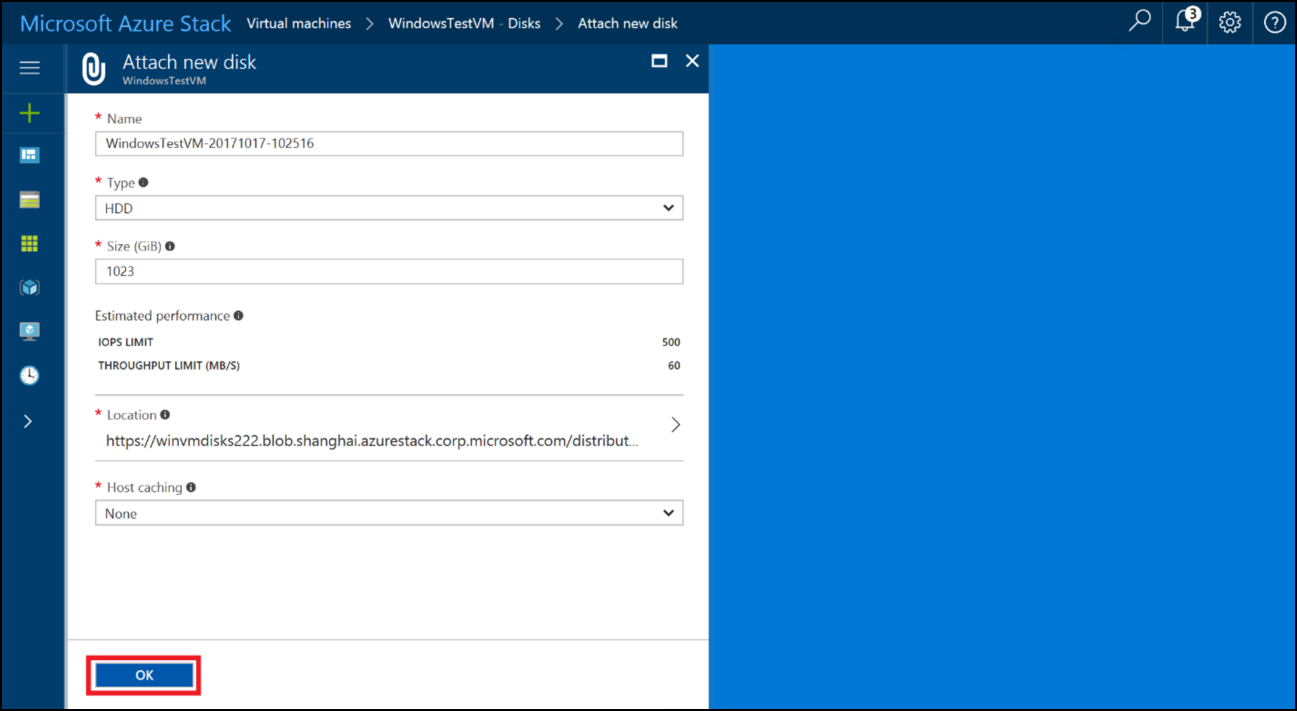 Microsoft Azure Stack Virtual machines > WindowsTestVM - Disks > Attach new disk 3
Attach new disk
WindowsTestVM
* Name
WindowsTestVM-20171017-102516
* Type
HDD
* Size (GiB)
1023
Estimated performance
IOPS LIMIT 500
THROUGHPUT LIMIT (MB/S) 60
* Location
https://winvmdisks222.blob.shanghai.azurestack.corp.microsoft.com/distribut...
* Host caching
None
OK